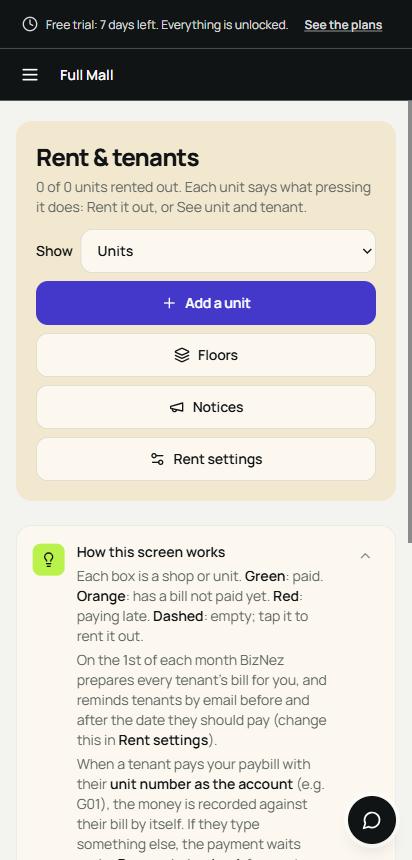 Free trial: 7 days left. Everything is unlocked. See the plans
Full Mall
Rent & tenants
0 of 0 units rented out. Each unit says what pressing
it does: Rent it out, or See unit and tenant.
Show Units
Add a unit
Floors
Notices
Rent settings
How this screen works
Each box is a shop or unit. Green: paid.
Orange: has a bill not paid yet. Red:
paying late. Dashed: empty; tap it to
rent it out.
On the 1st of each month BizNez
prepares every tenant's bill for you, and
reminds tenants by email before and
after the date they should pay (change
this in Rent settings).
When a tenant pays your paybill with
their unit number as the account (e.g.
G01), the money is recorded against
their bill by itself. If they type
something else, the payment waits